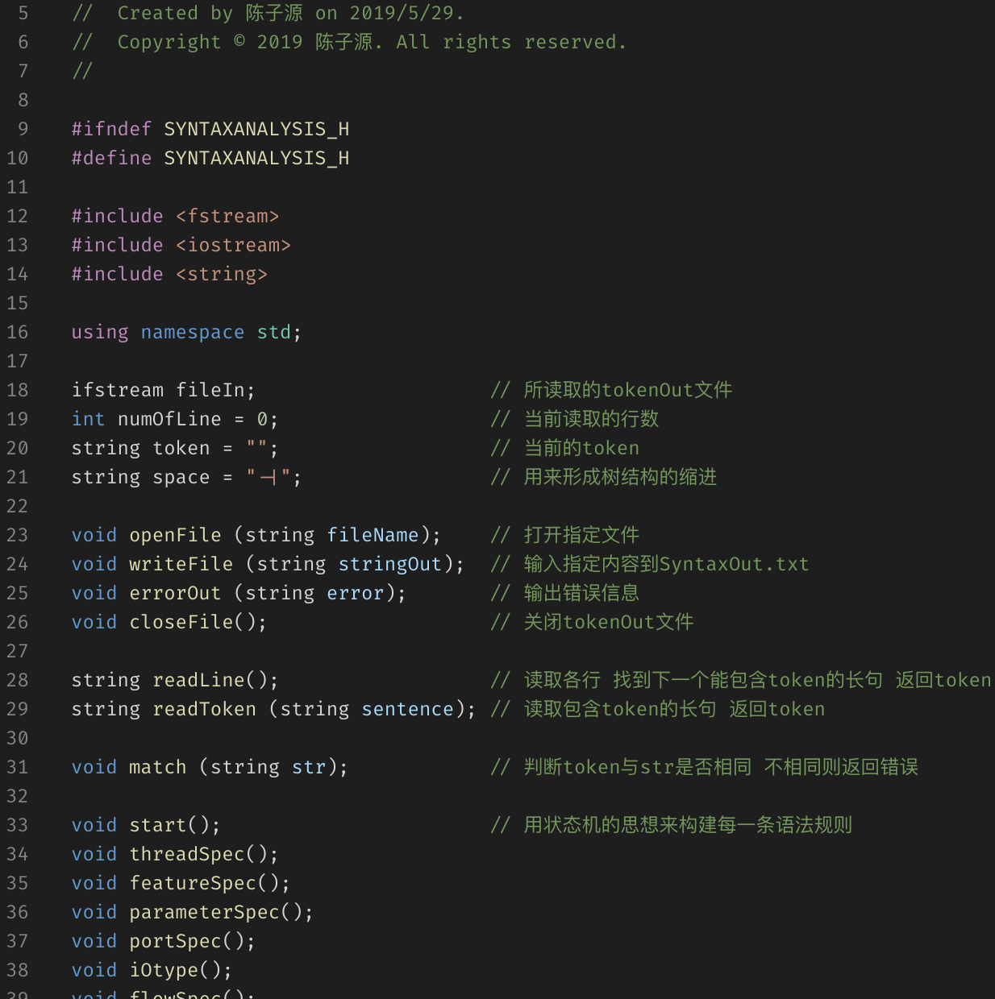 5 //  Created by 陈子源 on 2019/5/29.
6 //  Copyright © 2019 陈子源. All rights reserved.
7 //
8
9 #ifndef SYNTAXANALYSIS_H
10 #define SYNTAXANALYSIS_H
11
12 #include <fstream>
13 #include <iostream>
14 #include <string>
15
16 using namespace std;
17
18 ifstream fileIn; // 所读取的tokenOut文件
19 int numOfLine = 0; // 当前读取的行数
20 string token = ""; // 当前的token
21 string space = "-|"; // 用来形成树结构的缩进
22
23 void openFile (string fileName); // 打开指定文件
24 void writeFile (string stringOut); // 输入指定内容到SyntaxOut.txt
25 void errorOut (string error); // 输出错误信息
26 void closeFile(); // 关闭tokenOut文件
27
28 string readLine(); // 读取各行 找到下一个能包含token的长句 返回token
29 string readToken (string sentence); // 读取包含token的长句 返回token
30
31 void match (string str); // 判断token与str是否相同 不相同则返回错误
32
33 void start(); // 用状态机的思想来构建每一条语法规则
34 void threadSpec();
35 void featureSpec();
36 void parameterSpec();
37 void portSpec();
38 void iOtype();
39 void flowSpec();